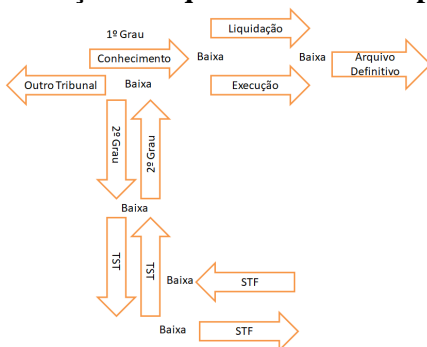 1º Grau
Liquidação
Conhecimento
Baixa
Baixa
Arquivo
Definitivo
Outro Tribunal
Baixa
Execução
2º Grau
2º Grau
Baixa
TST
TST
Baixa
STF
Baixa
STF